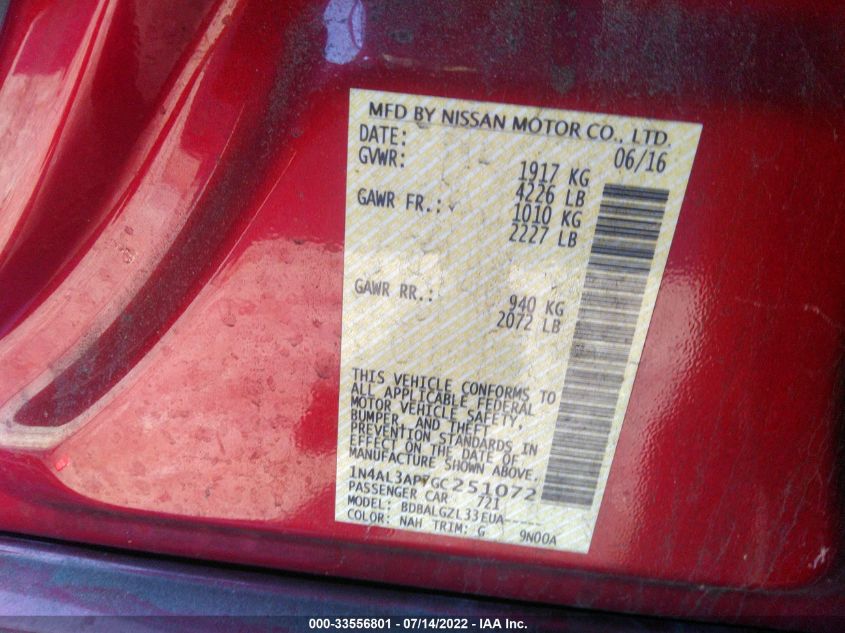 MFD BY NISSAN MOTOR CO., LTD.
DATE: 06/16
GVWR: 1917 KG
4226 LB
GAWR FR.: 1010 KG
2227 LB
GAWR RR.: 940 KG
2072 LB
THIS VEHICLE CONFORMS TO
ALL APPLICABLE FEDERAL
MOTOR VEHICLE SAFETY,
BUMPER, AND THEFT
PREVENTION STANDARDS IN
EFFECT ON THE DATE OF
MANUFACTURE SHOWN ABOVE.
1N4AL3AP7GC251072
PASSENGER CAR 721
MODEL: BDBALGZL33EUA-----
COLOR: NAH TRIM: G 9N00A
000-33556801 - 07/14/2022 - IAA Inc.